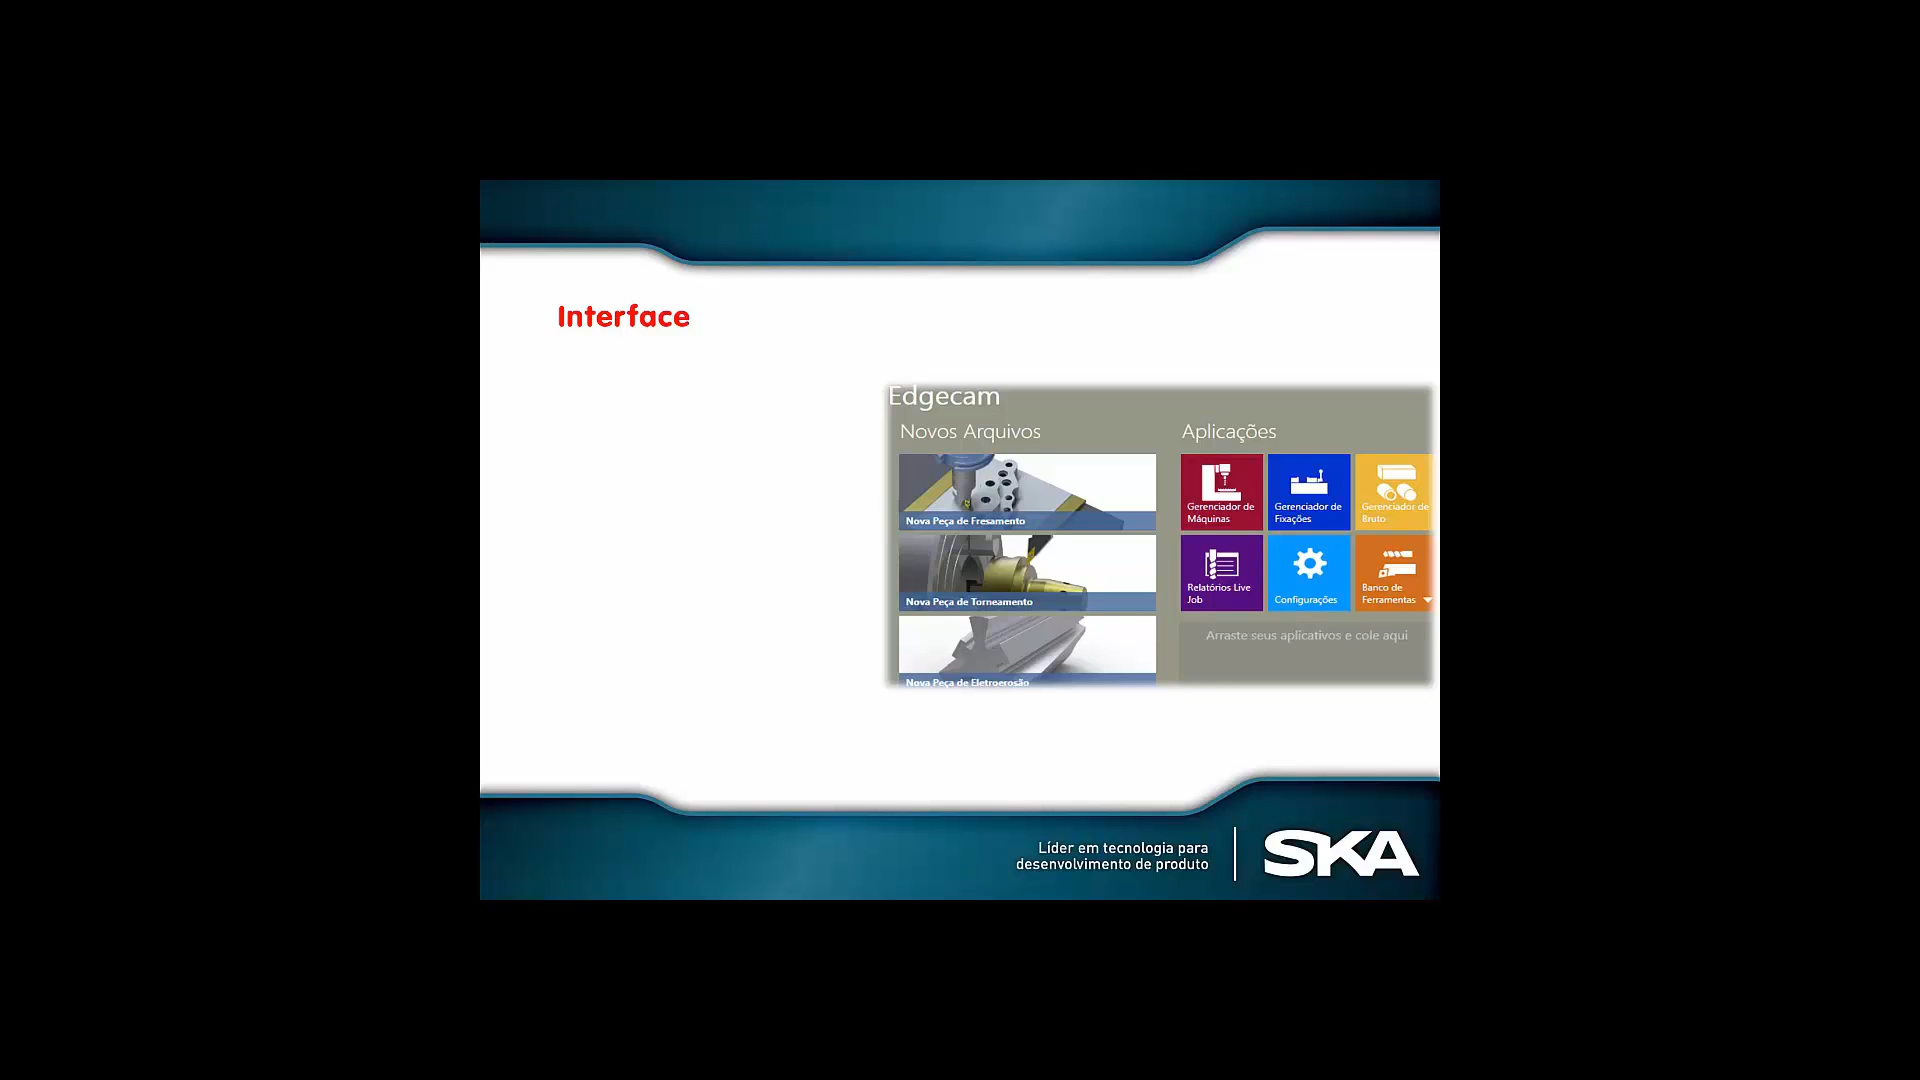 Interface
Edgecam
Novos Arquivos
Nova Peça de Fresamento
Nova Peça de Torneamento
Nova Peça de Eletroerosão
Aplicações
Gerenciador de
Máquinas
Gerenciador de
Fixações
Gerenciador de
Bruto
Relatórios Live
Job
Configurações
Banco de
Ferramentas
Arraste seus aplicativos e cole aqui
Líder em tecnologia para
desenvolvimento de produto
SKA